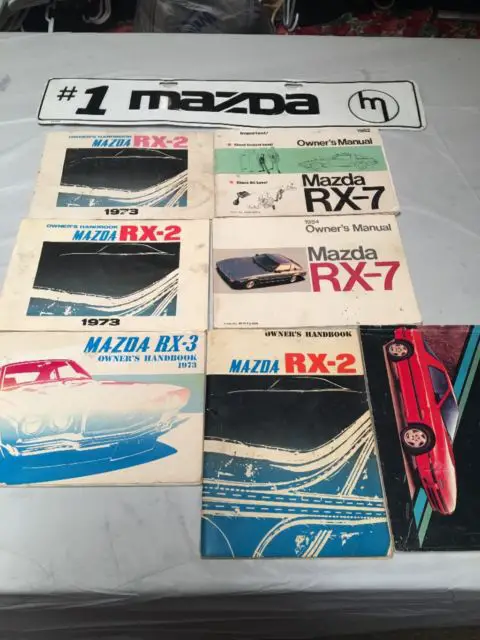 #1 mazda m
OWNER'S HANDBOOK
MAZDA RX-2
1973
1982
Owner's Manual
Mazda
RX-7
OWNER'S HANDBOOK
MAZDA RX-2
1973
1984
Owner's Manual
Mazda
RX-7
MAZDA RX-3
OWNER'S HANDBOOK
1973
OWNER'S HANDBOOK
MAZDA RX-2